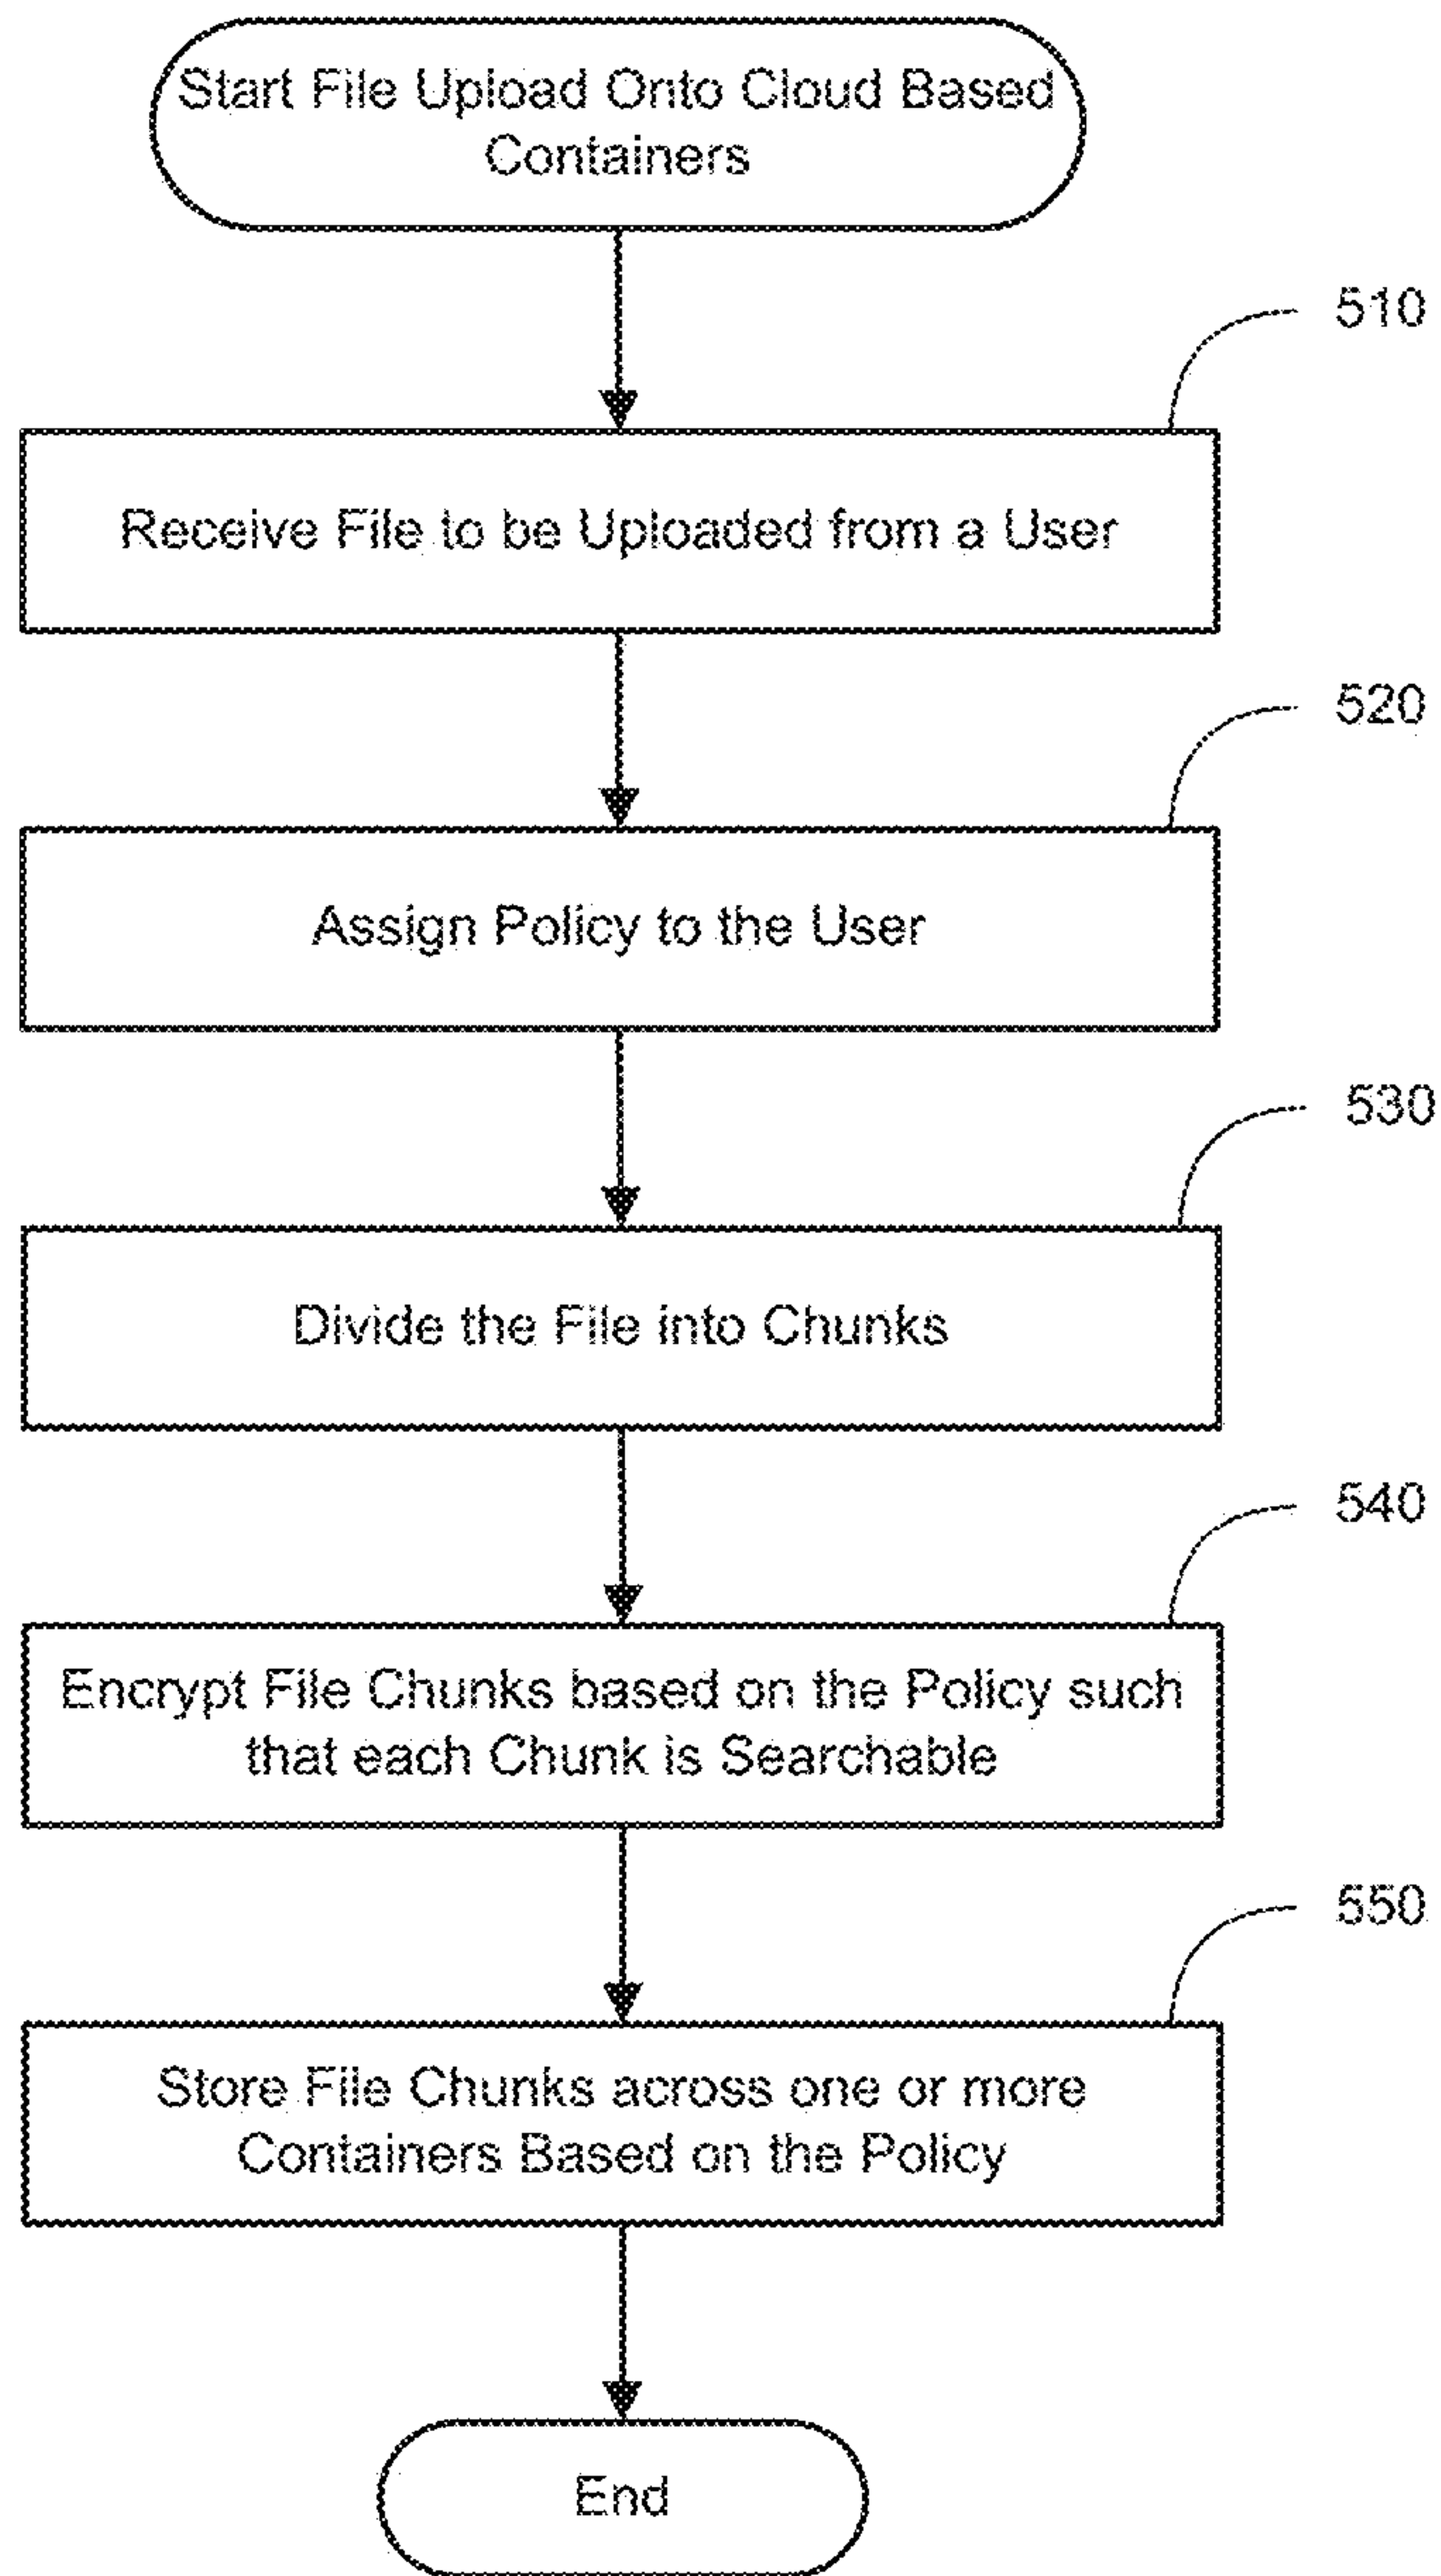 Start File Upload Onto Cloud Based
Containers
510
Receive File to be Uploaded from a User
520
Assign Policy to the User
530
Divide the File into Chunks
540
Encrypt File Chunks based on the Policy such
that each Chunk is Searchable
550
Store File Chunks across one or more
Containers Based on the Policy
End